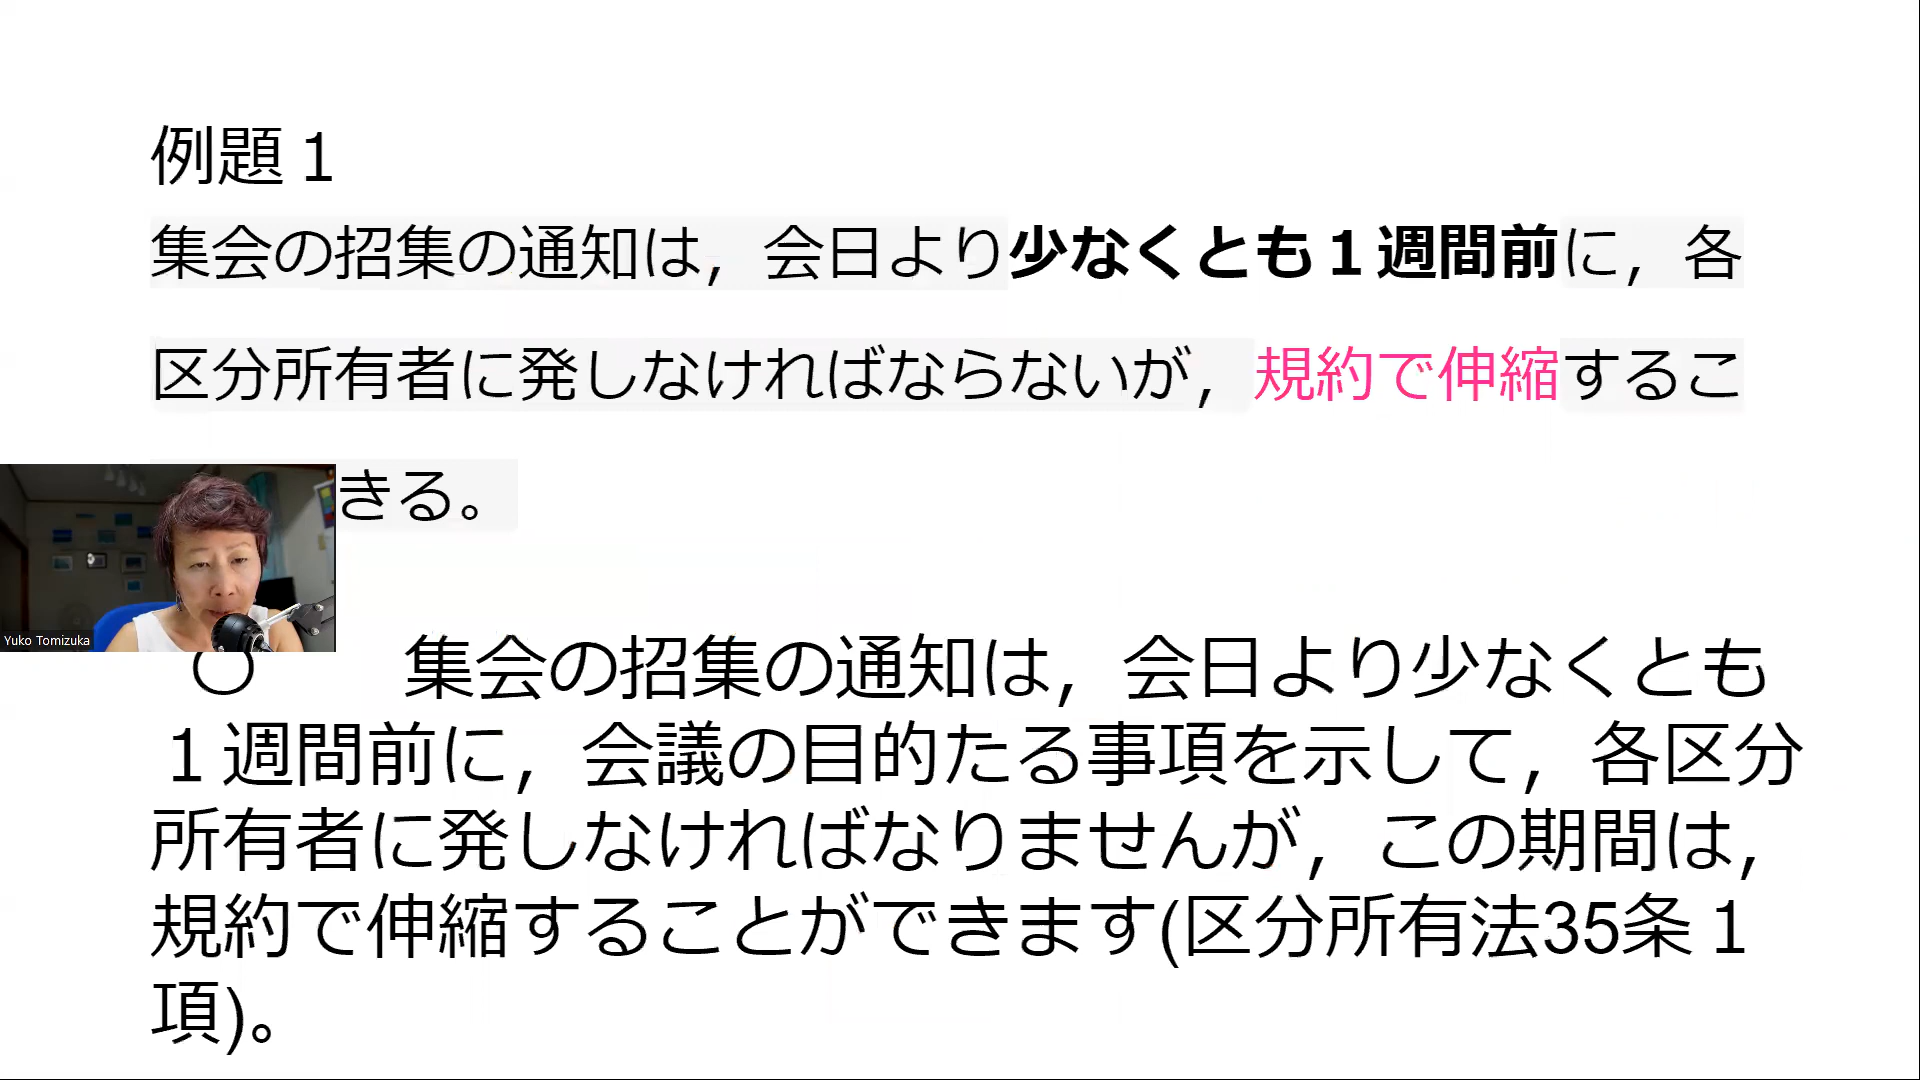 例題１
集会の招集の通知は，会日より少なくとも１週間前に，各
区分所有者に発しなければならないが，規約で伸縮するこ
きる。
Yuko Tomizuka
〇　　集会の招集の通知は，会日より少なくとも
１週間前に，会議の目的たる事項を示して，各区分
所有者に発しなければなりませんが，この期間は，
規約で伸縮することができます(区分所有法35条１
項)。